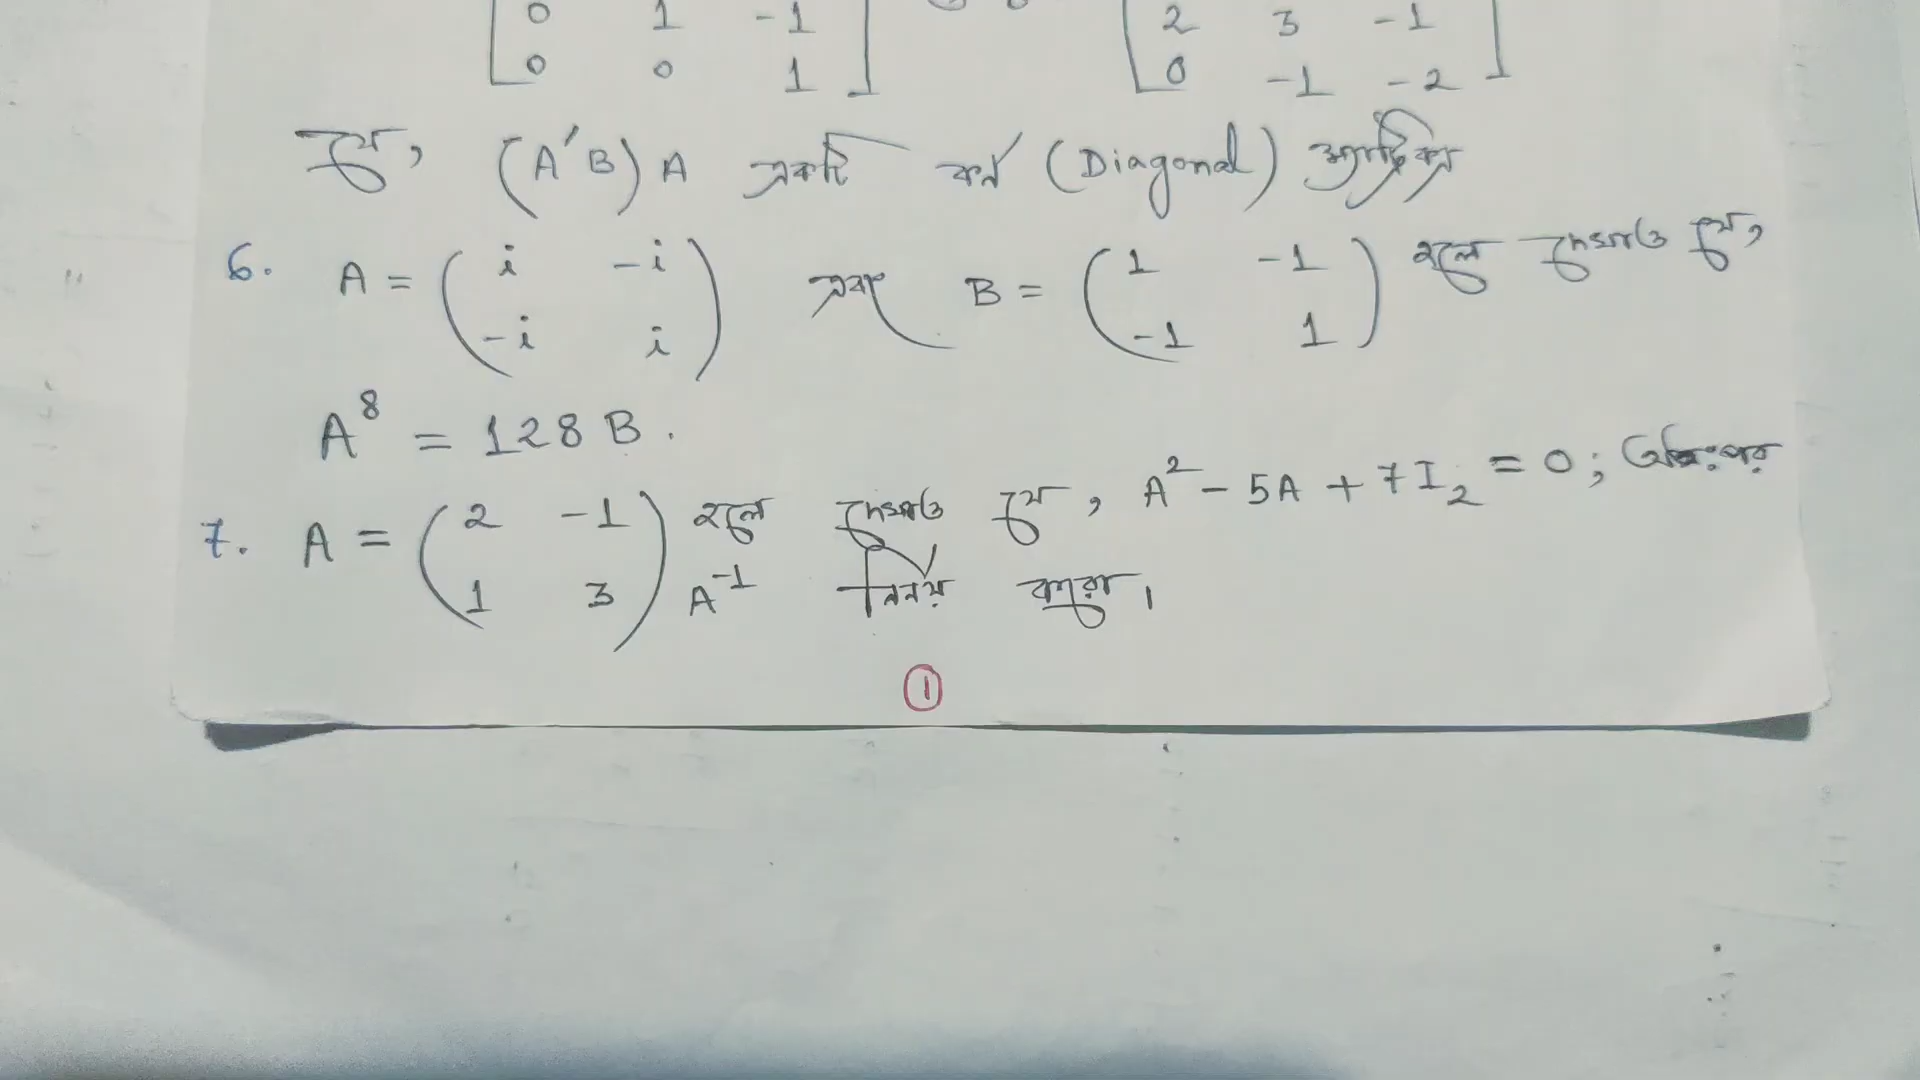 0 1 -1 2 3 -1
0 0 1 0 -1 -2
যে, (A′B)A একটি কর্ন (Diagonal) ম্যাট্রিক্স
6. A = ( i -i এবং B = ( 1 -1 হলে দেখাও যে,
-i i ) -1 1 )
A⁸ = 128 B.
7. A = ( 2 -1 হলে দেখাও যে, A² - 5A + 7I₂ = 0; অতঃপর
1 3 ) A⁻¹ নির্নয় করো।
1